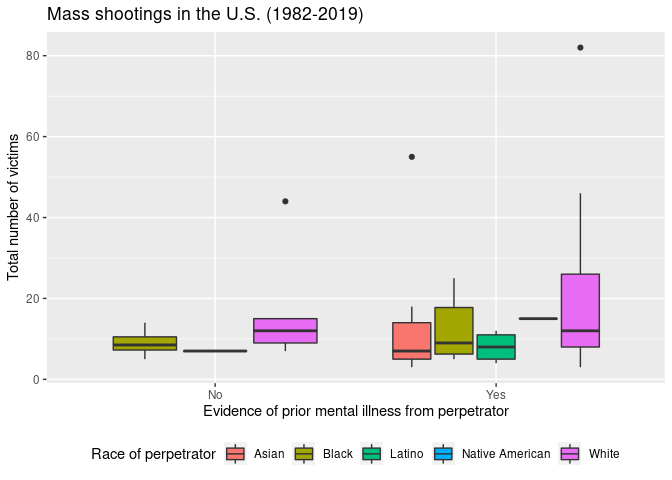 Mass shootings in the U.S. (1982-2019)
80
60
40
20
0
Total number of victims
No
Yes
Evidence of prior mental illness from perpetrator
Race of perpetrator
Asian
Black
Latino
Native American
White